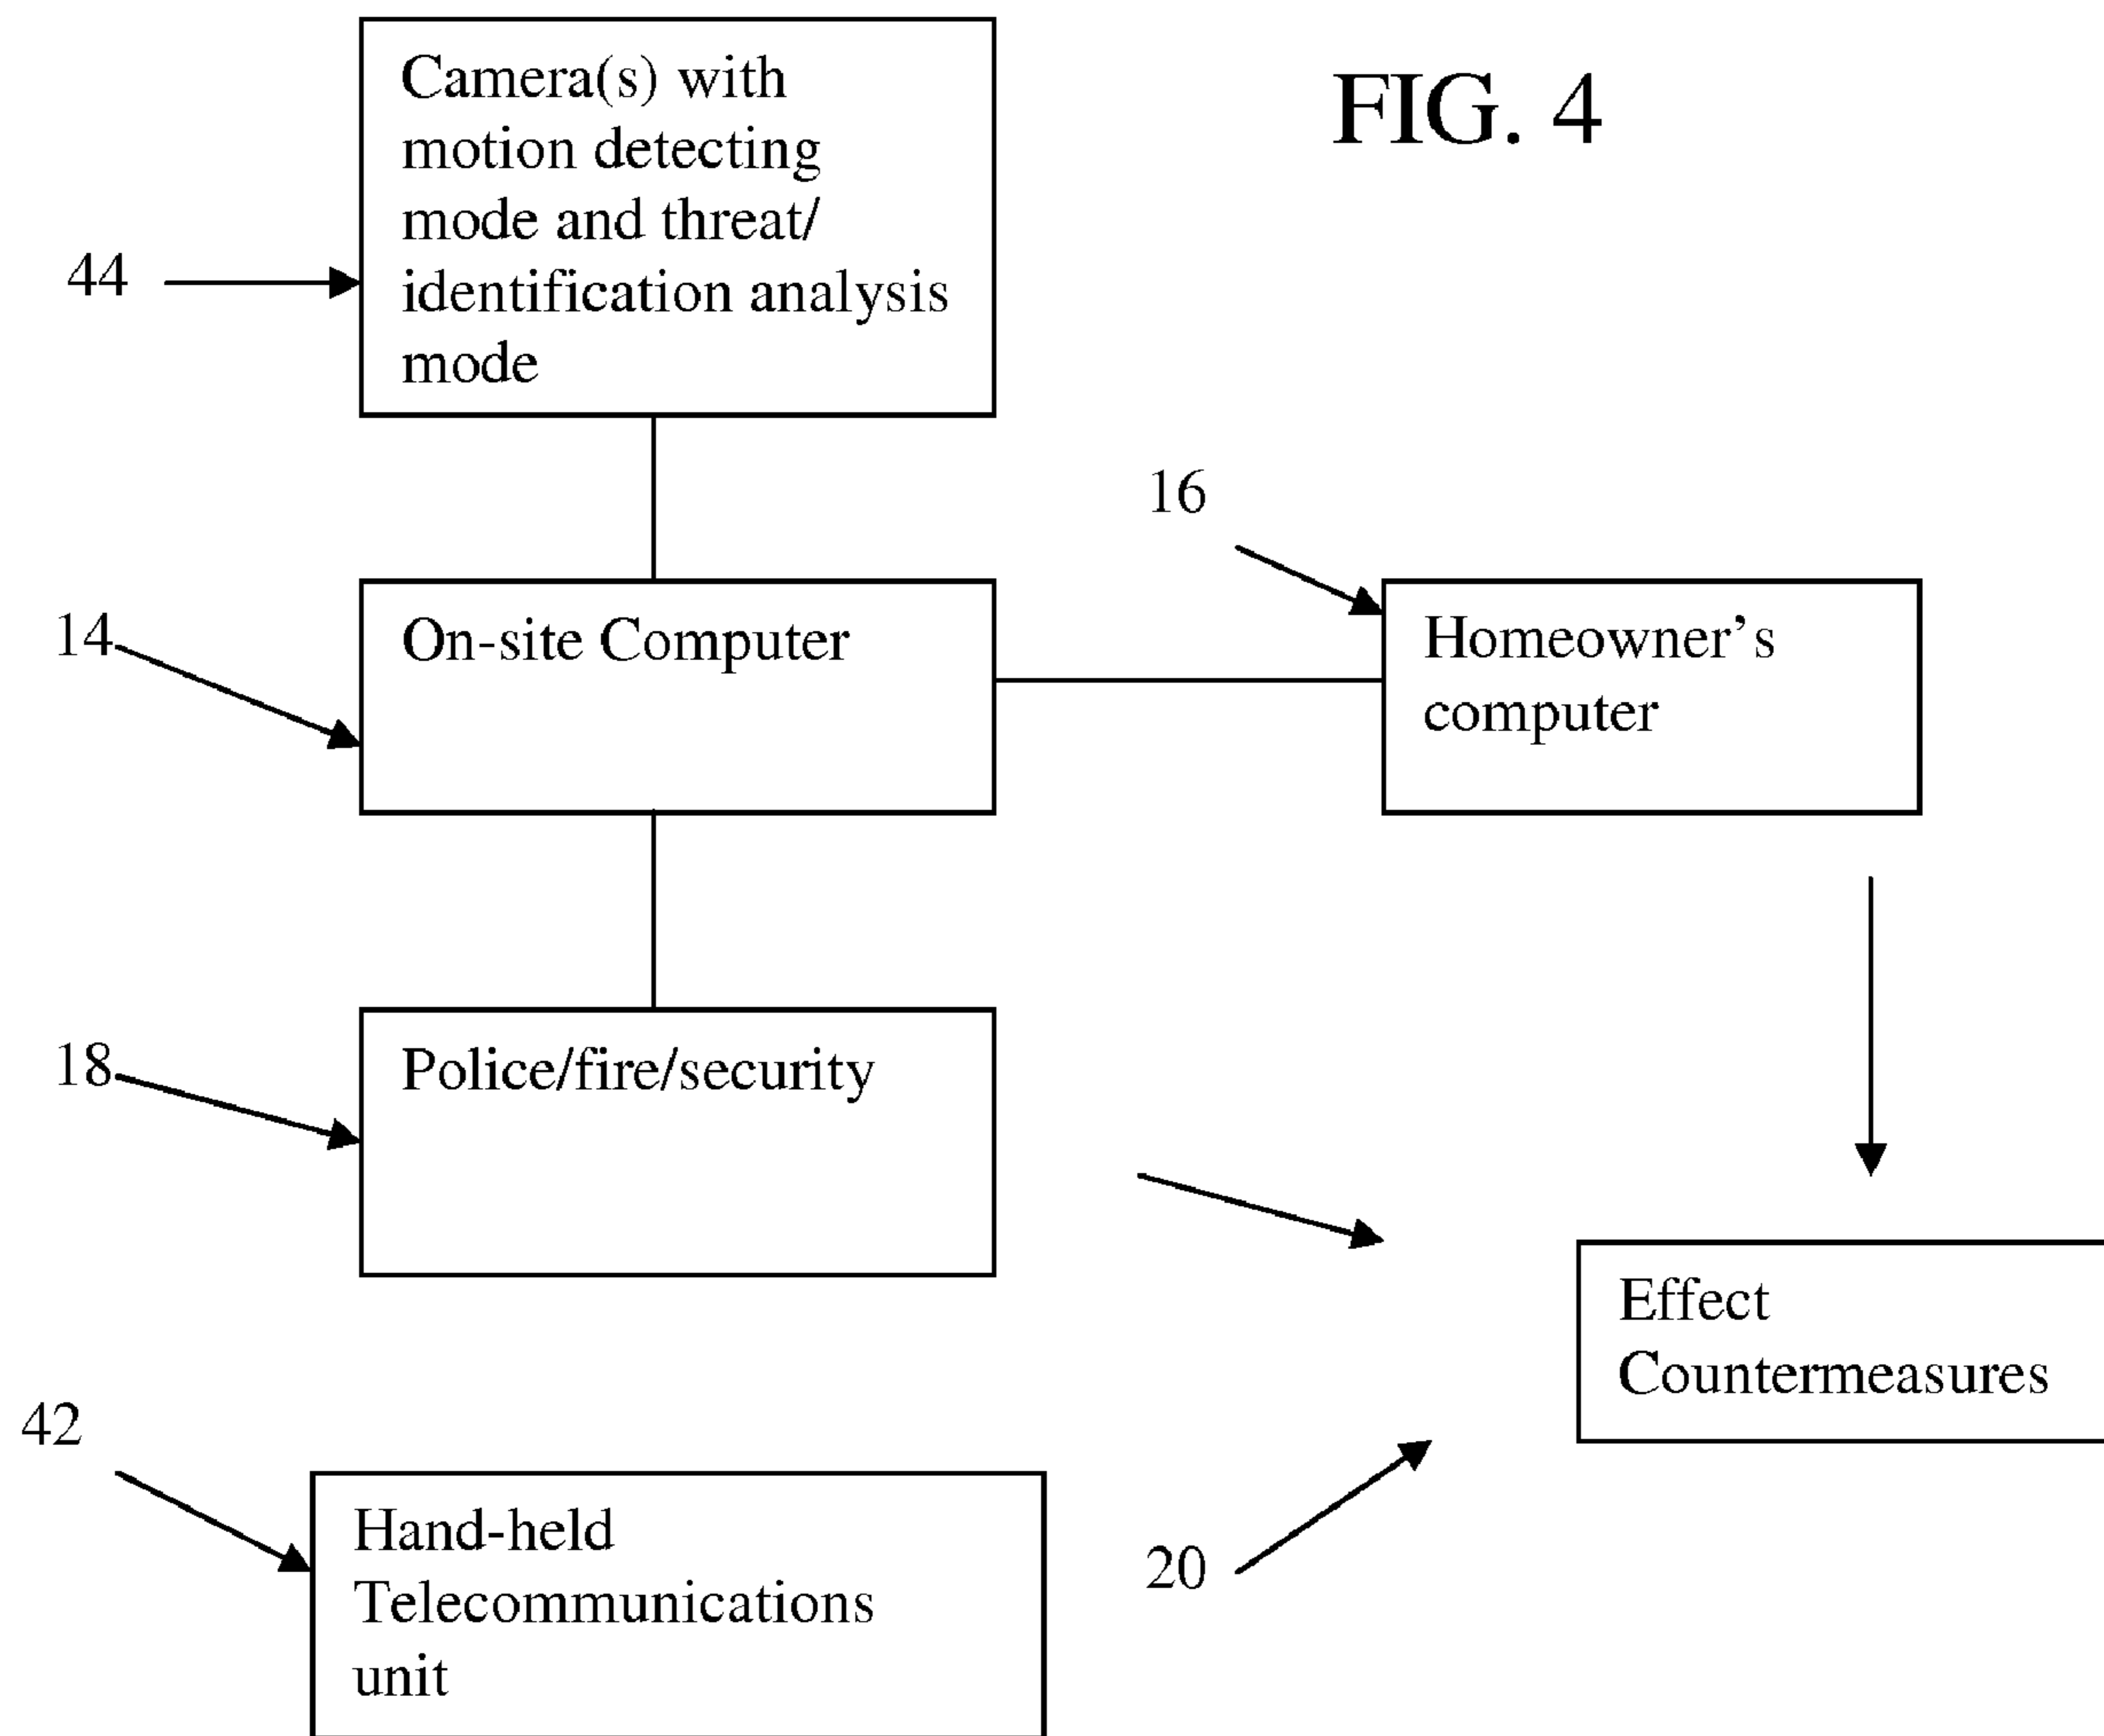 FIG. 4
Camera(s) with
motion detecting
mode and threat/
identification analysis
mode
44
16
14
On-site Computer
Homeowner's
computer
18
Police/fire/security
Effect
Countermeasures
42
20
Hand-held
Telecommunications
unit